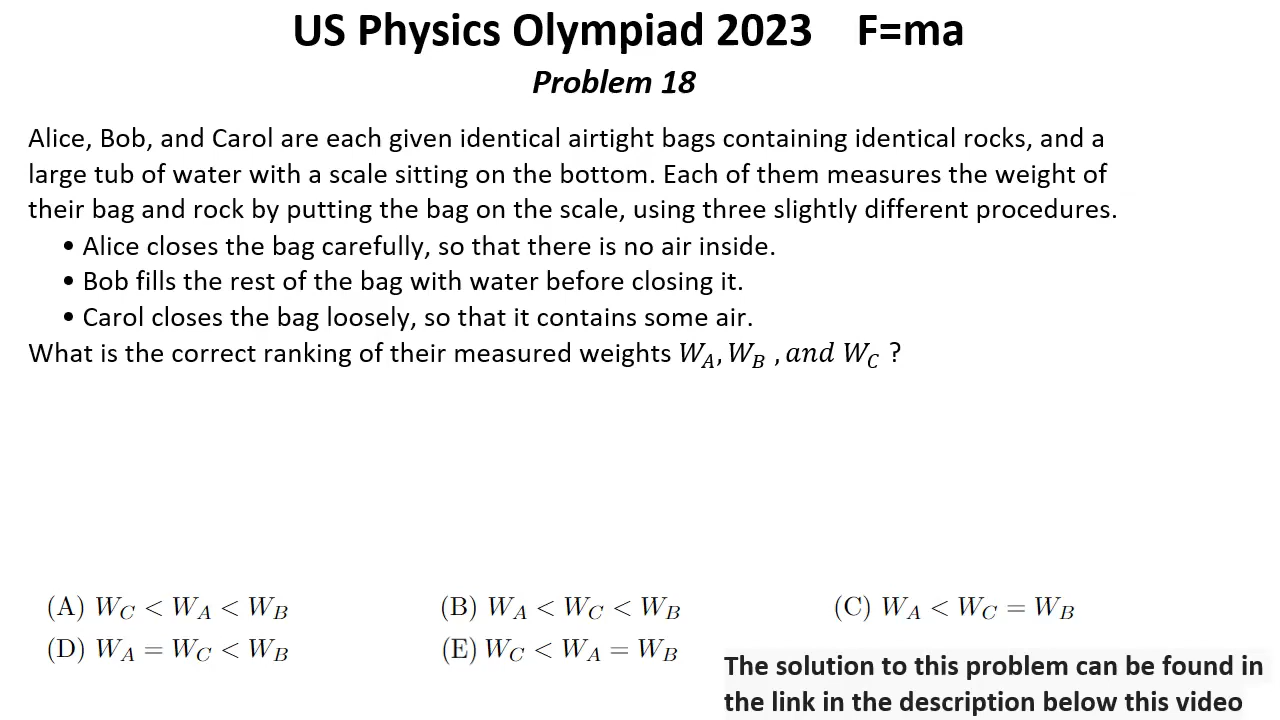 US Physics Olympiad 2023 F=ma
Problem 18
Alice, Bob, and Carol are each given identical airtight bags containing identical rocks, and a
large tub of water with a scale sitting on the bottom. Each of them measures the weight of
their bag and rock by putting the bag on the scale, using three slightly different procedures.
• Alice closes the bag carefully, so that there is no air inside.
• Bob fills the rest of the bag with water before closing it.
• Carol closes the bag loosely, so that it contains some air.
What is the correct ranking of their measured weights W_A, W_B , and W_C ?
(A) W_C < W_A < W_B (B) W_A < W_C < W_B (C) W_A < W_C = W_B
(D) W_A = W_C < W_B (E) W_C < W_A = W_B
The solution to this problem can be found in
the link in the description below this video